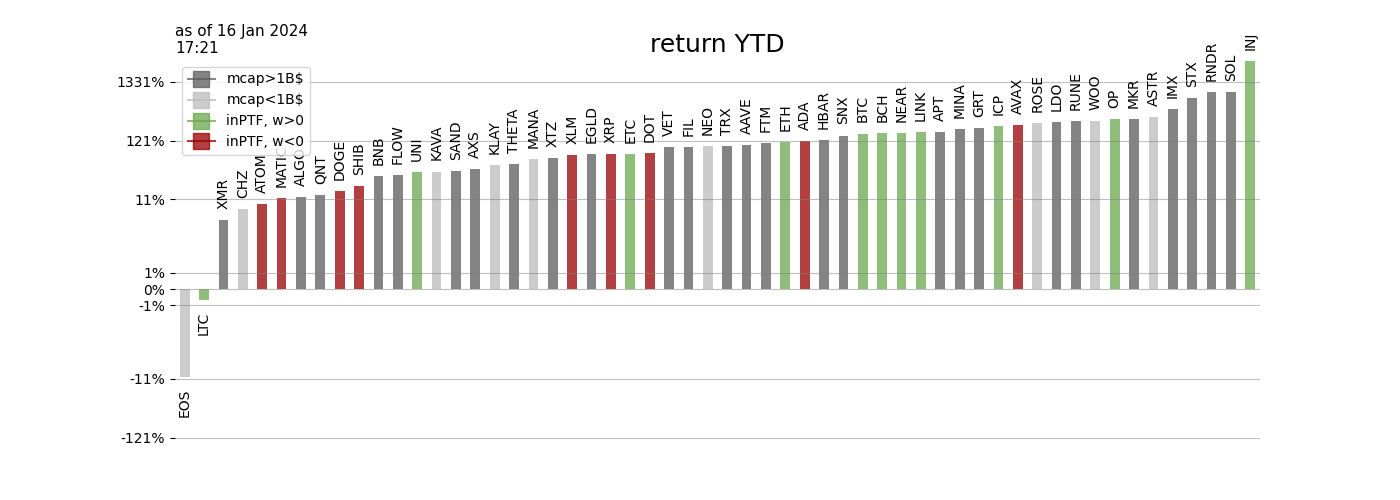 as of 16 Jan 2024
17:21
return YTD
mcap>1B$
mcap<1B$
inPTF, w>0
inPTF, w<0
1331%
121%
11%
1%
0%
-1%
-11%
-121%
EOS
LTC
XMR
CHZ
ATOM
MATIC
ALGO
QNT
DOGE
SHIB
BNB
FLOW
UNI
KAVA
SAND
AXS
KLAY
THETA
MANA
XTZ
XLM
EGLD
XRP
ETC
DOT
VET
FIL
NEO
TRX
AAVE
FTM
ETH
ADA
HBAR
SNX
BTC
BCH
NEAR
LINK
APT
MINA
GRT
ICP
AVAX
ROSE
LDO
RUNE
WOO
OP
MKR
ASTR
IMX
STX
RNDR
SOL
INJ